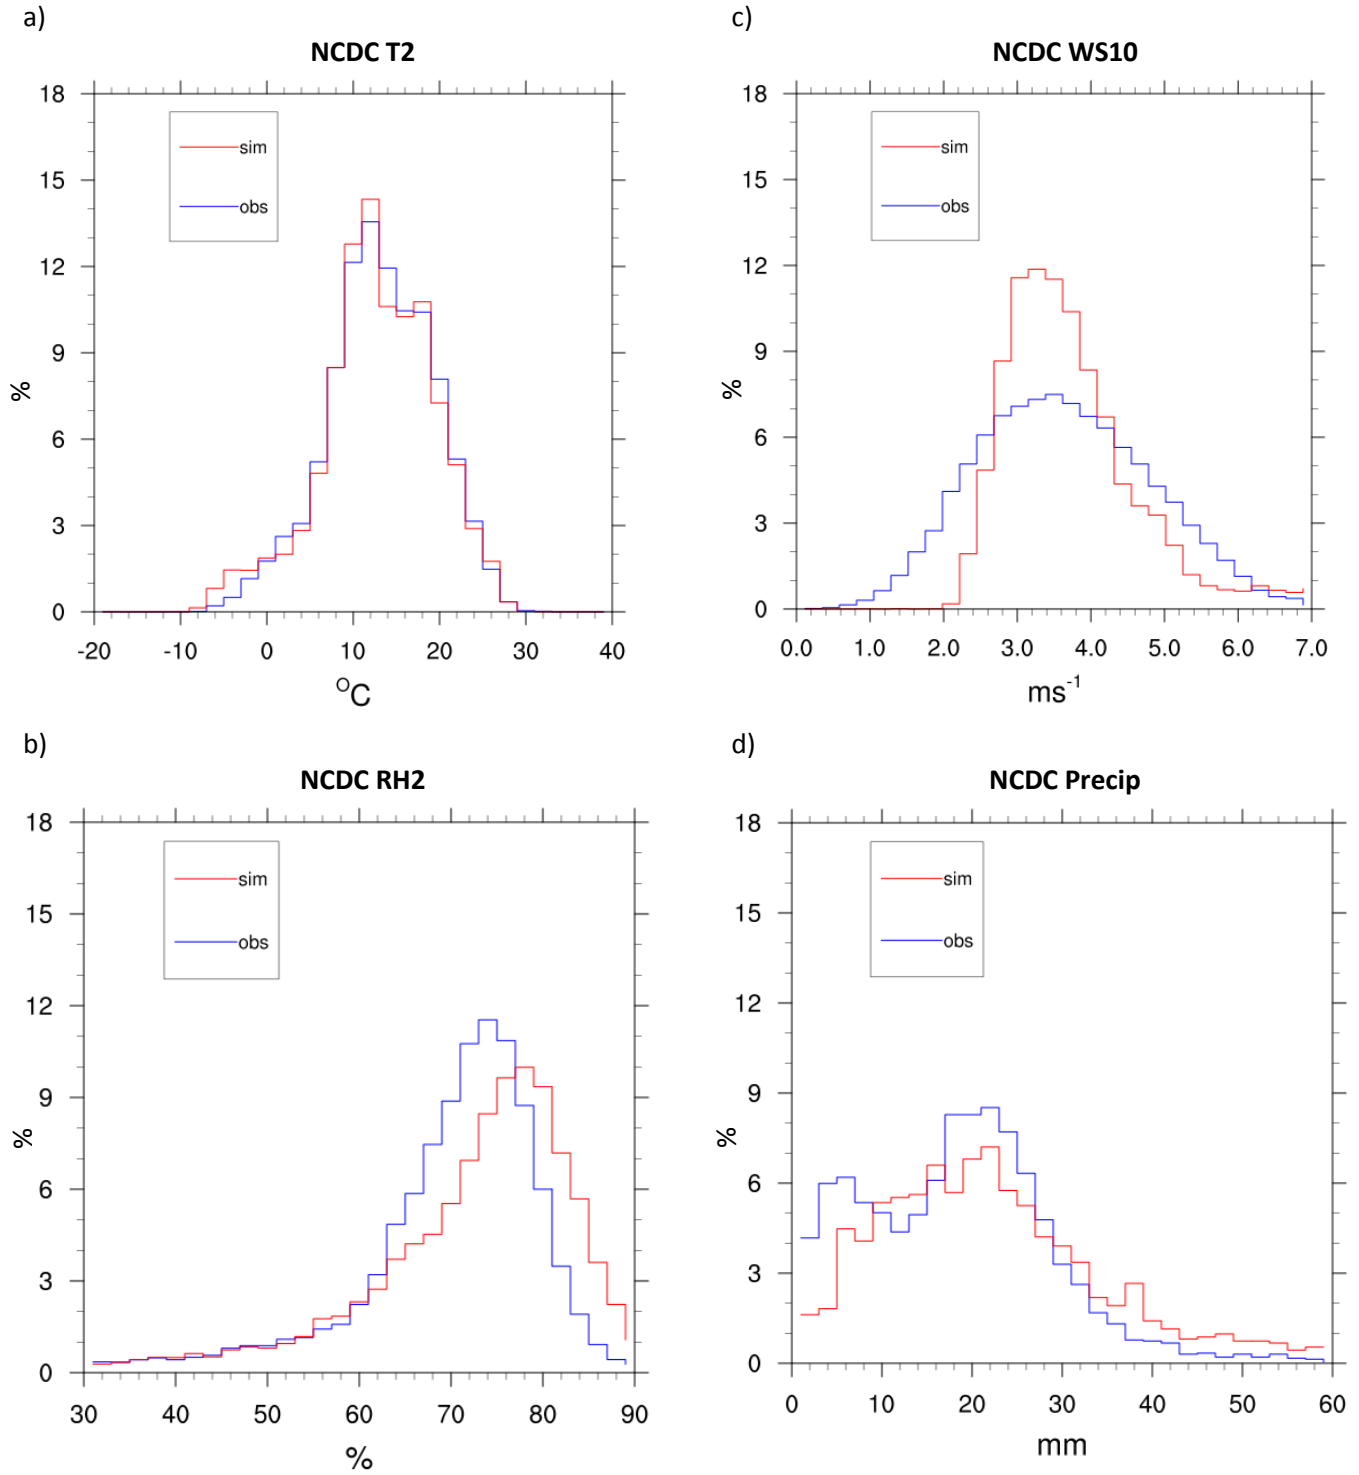 a)
NCDC T2
18
15
12
9
6
3
0
%
sim
obs
-20 -10 0 10 20 30 40
°C
c)
NCDC WS10
18
15
12
9
6
3
0
%
sim
obs
0.0 1.0 2.0 3.0 4.0 5.0 6.0 7.0
ms⁻¹
b)
NCDC RH2
18
15
12
9
6
3
0
%
sim
obs
30 40 50 60 70 80 90
%
d)
NCDC Precip
18
15
12
9
6
3
0
%
sim
obs
0 10 20 30 40 50 60
mm